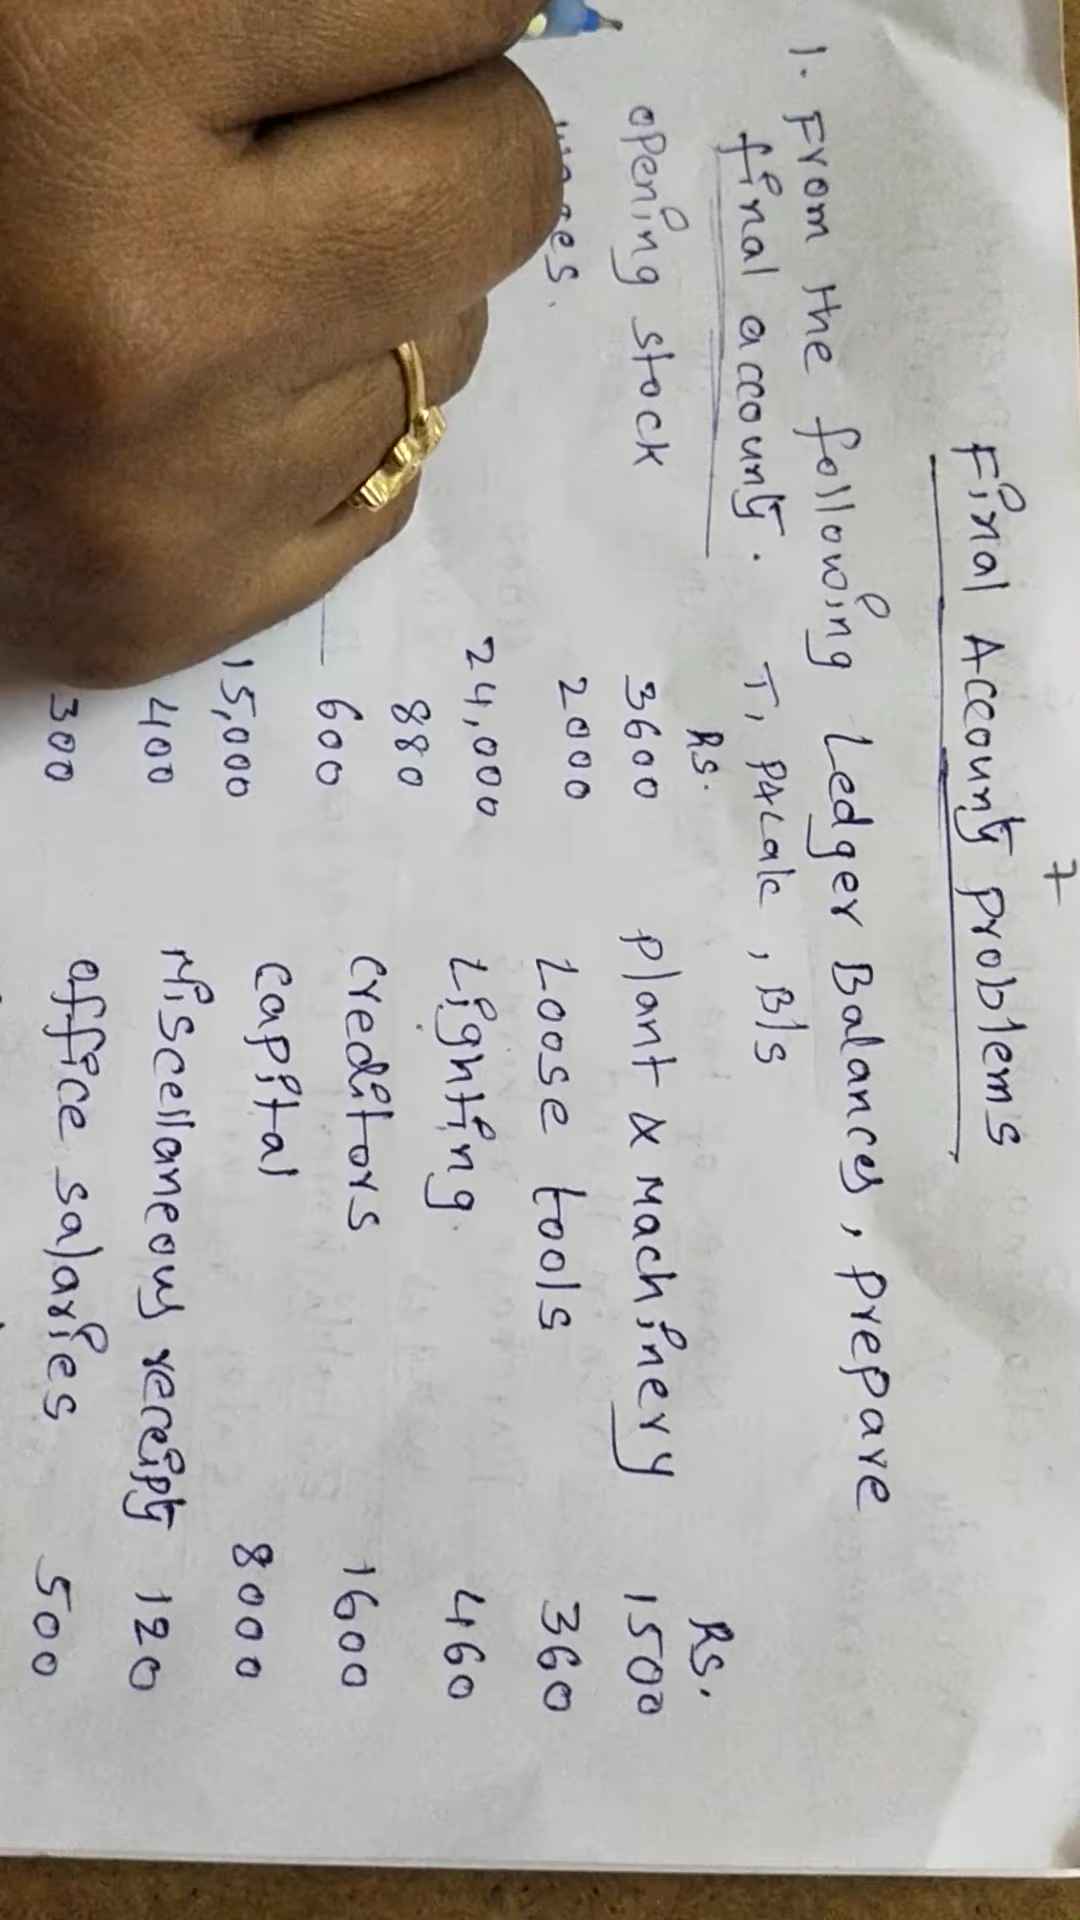 7
Final Accounts problems
1. From the following Ledger Balances, prepare
final accounts. T, P&L a/c, B/s
Rs. Rs.
opening stock 3600 plant & Machinery 1500
2000 Loose tools 360
24,000 Lighting. 460
880
600 creditors 1600
15,000 capital 8000
400 Miscellaneous receipts 120
300 office salaries 500